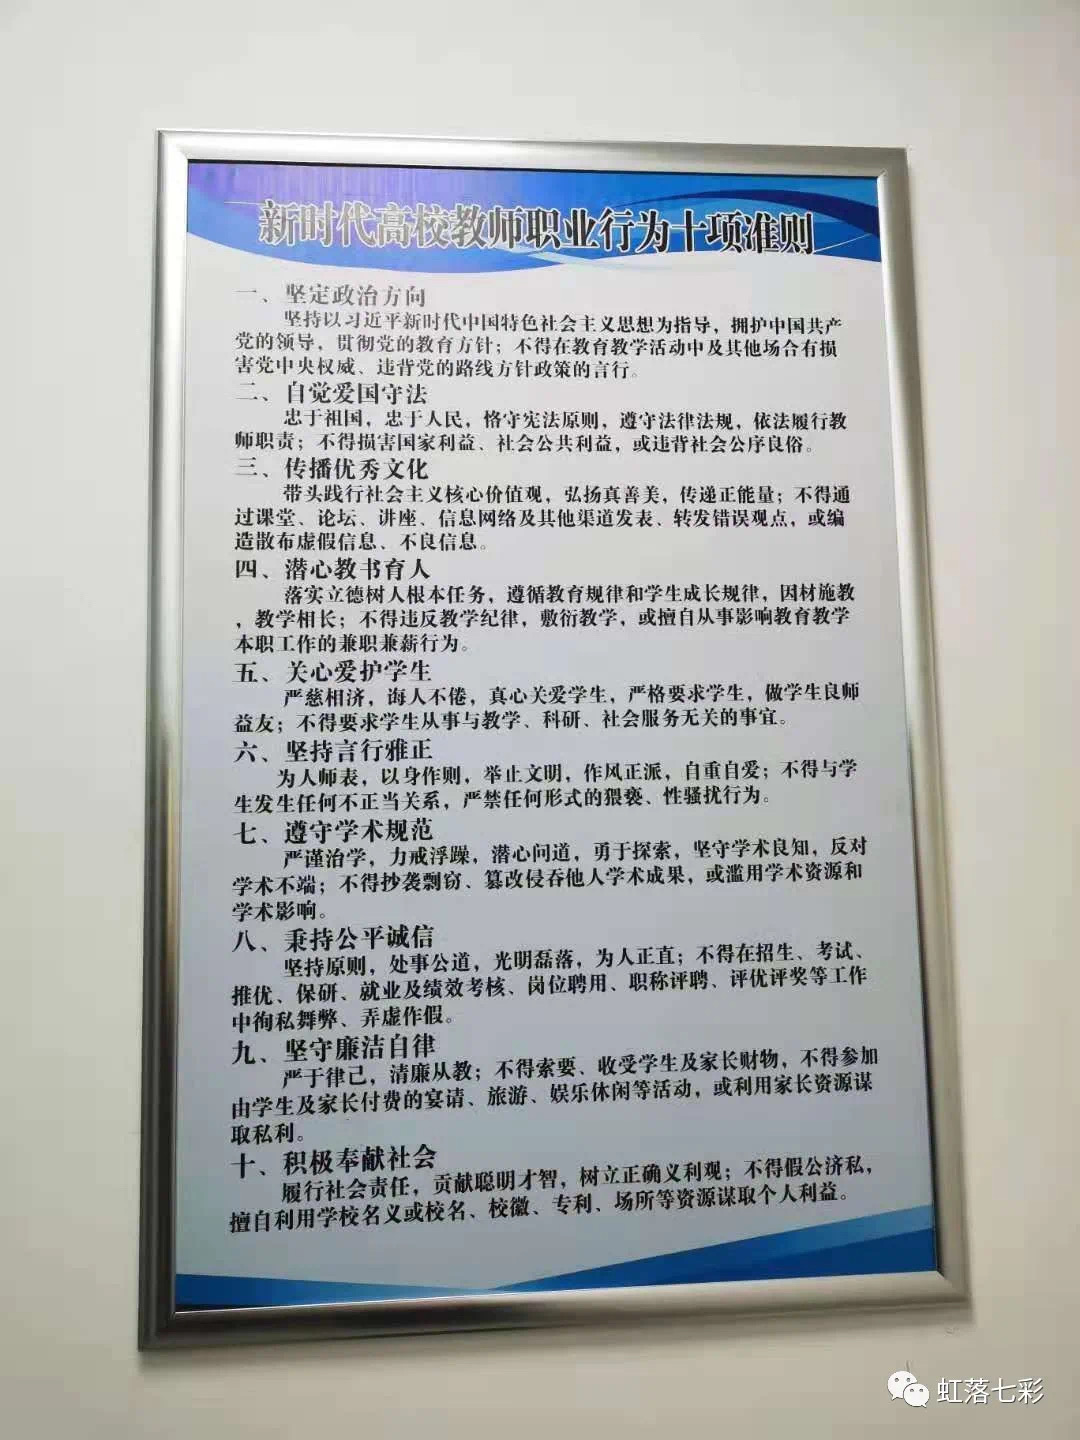 新时代高校教师职业行为十项准则
一、坚定政治方向
坚持以习近平新时代中国特色社会主义思想为指导，拥护中国共产
党的领导，贯彻党的教育方针；不得在教育教学活动中及其他场合有损
害党中央权威、违背党的路线方针政策的言行。
二、自觉爱国守法
忠于祖国，忠于人民，恪守宪法原则，遵守法律法规，依法履行教
师职责；不得损害国家利益、社会公共利益，或违背社会公序良俗。
三、传播优秀文化
带头践行社会主义核心价值观，弘扬真善美，传递正能量；不得通
过课堂、论坛、讲座、信息网络及其他渠道发表、转发错误观点，或编
造散布虚假信息、不良信息。
四、潜心教书育人
落实立德树人根本任务，遵循教育规律和学生成长规律，因材施教
，教学相长；不得违反教学纪律，敷衍教学，或擅自从事影响教育教学
本职工作的兼职兼薪行为。
五、关心爱护学生
严慈相济，诲人不倦，真心关爱学生，严格要求学生，做学生良师
益友；不得要求学生从事与教学、科研、社会服务无关的事宜。
六、坚持言行雅正
为人师表，以身作则，举止文明，作风正派，自重自爱；不得与学
生发生任何不正当关系，严禁任何形式的猥亵、性骚扰行为。
七、遵守学术规范
严谨治学，力戒浮躁，潜心问道，勇于探索，坚守学术良知，反对
学术不端；不得抄袭剽窃、篡改侵吞他人学术成果，或滥用学术资源和
学术影响。
八、秉持公平诚信
坚持原则，处事公道，光明磊落，为人正直；不得在招生、考试、
推优、保研、就业及绩效考核、岗位聘用、职称评聘、评优评奖等工作
中徇私舞弊、弄虚作假。
九、坚守廉洁自律
严于律己，清廉从教；不得索要、收受学生及家长财物，不得参加
由学生及家长付费的宴请、旅游、娱乐休闲等活动，或利用家长资源谋
取私利。
十、积极奉献社会
履行社会责任，贡献聪明才智，树立正确义利观；不得假公济私，
擅自利用学校名义或校名、校徽、专利、场所等资源谋取个人利益。
虹落七彩